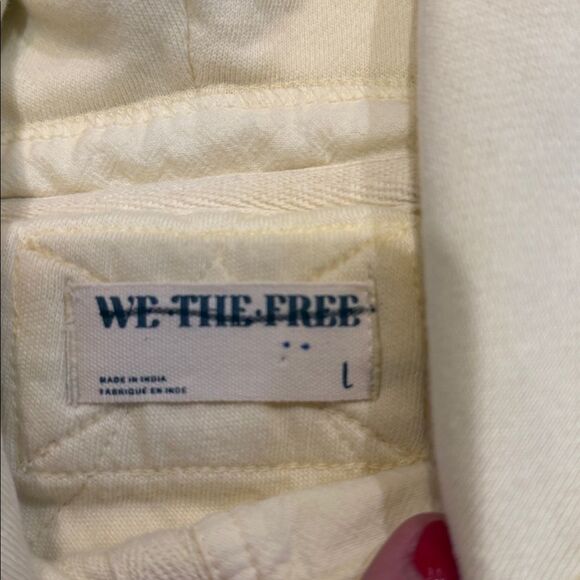 WE THE FREE
L
MADE IN INDIA
FABRIQUÉ EN INDE